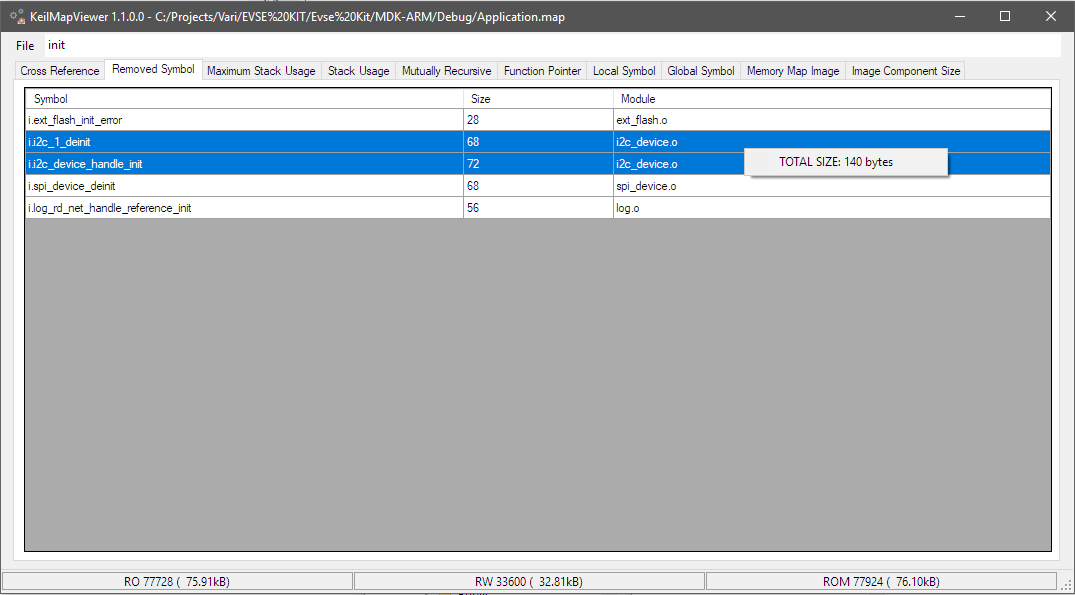 KeilMapViewer 1.1.0.0 - C:/Projects/Vari/EVSE%20KIT/Evse%20Kit/MDK-ARM/Debug/Application.map
File init
Cross Reference Removed Symbol Maximum Stack Usage Stack Usage Mutually Recursive Function Pointer Local Symbol Global Symbol Memory Map Image Image Component Size
Symbol Size Module
i.ext_flash_init_error 28 ext_flash.o
i.i2c_1_deinit 68 i2c_device.o
i.i2c_device_handle_init 72 i2c_device.o
TOTAL SIZE: 140 bytes
i.spi_device_deinit 68 spi_device.o
i.log_rd_net_handle_reference_init 56 log.o
RO 77728 ( 75.91kB) RW 33600 ( 32.81kB) ROM 77924 ( 76.10kB)